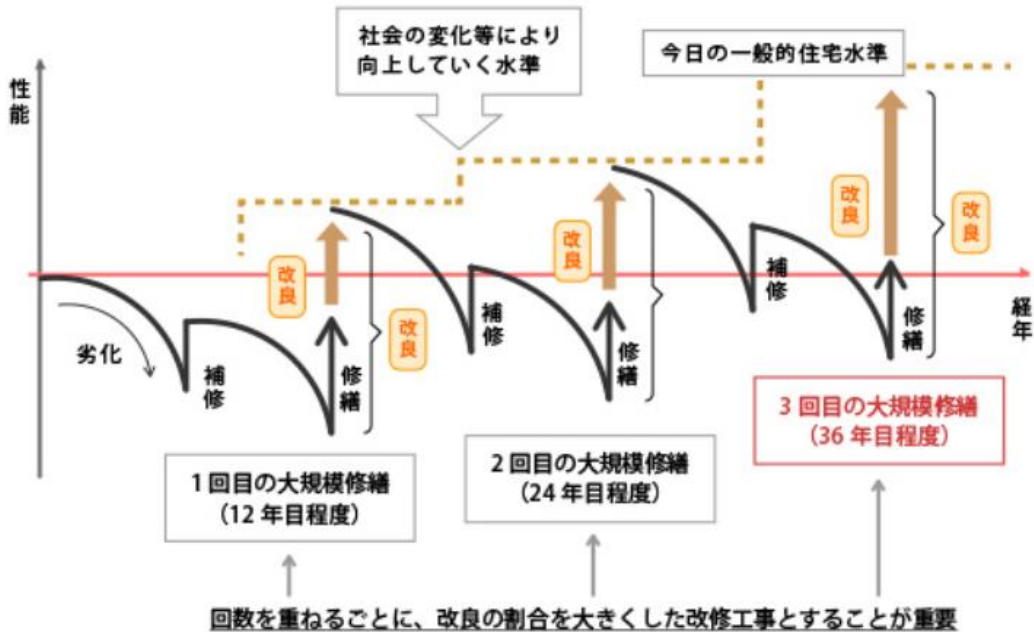 社会の変化等により
向上していく水準
今日の一般的住宅水準
性能
改良
改良
改良
改良
改良
改良
劣化
補修
修繕
補修
修繕
補修
修繕
経年
1回目の大規模修繕
（12年目程度）
2回目の大規模修繕
（24年目程度）
3回目の大規模修繕
（36年目程度）
回数を重ねるごとに、改良の割合を大きくした改修工事とすることが重要